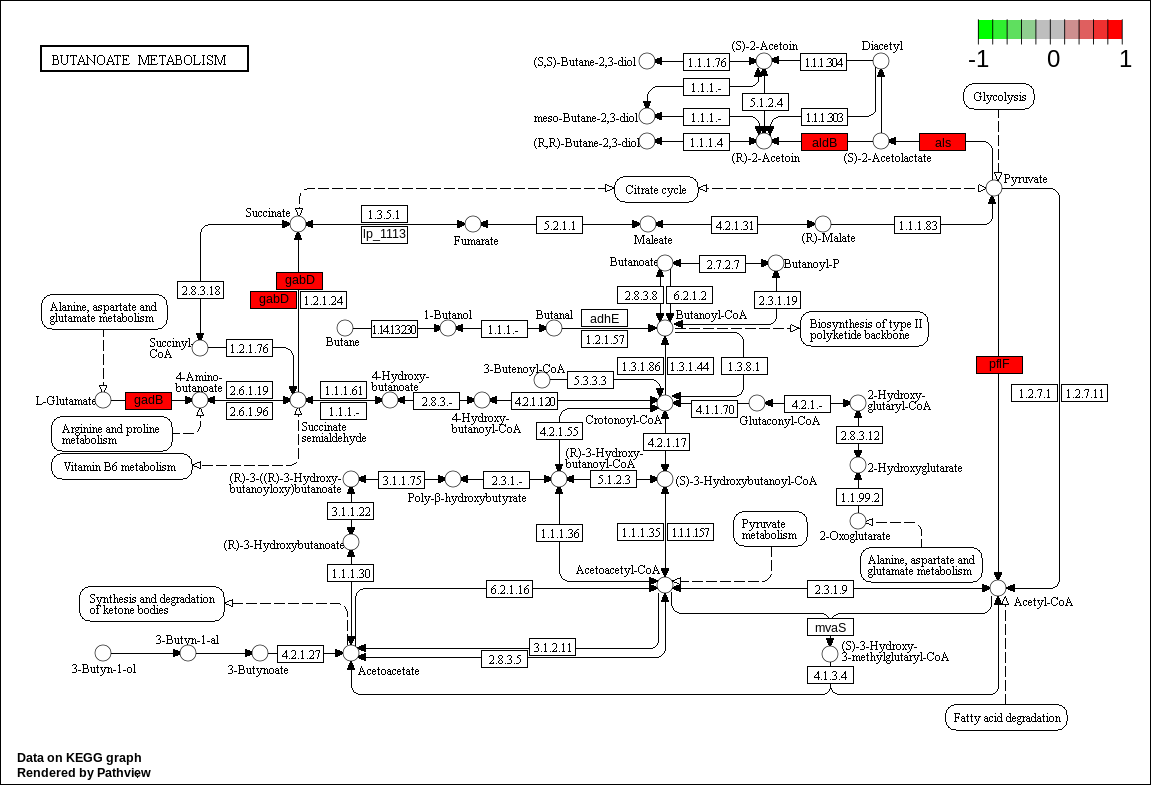 BUTANOATE METABOLISM
-1 0 1
(S)-2-Acetoin
Diacetyl
(S,S)-Butane-2,3-diol
1.1.1.76
1.1.1.304
1.1.1.-
5.1.2.4
Glycolysis
meso-Butane-2,3-diol
1.1.1.-
1.1.1.303
(R,R)-Butane-2,3-diol
1.1.1.4
aldB
als
(R)-2-Acetoin
(S)-2-Acetolactate
Pyruvate
Citrate cycle
Succinate
1.3.5.1
lp_1113
Fumarate
5.2.1.1
Maleate
4.2.1.31
(R)-Malate
1.1.1.83
Butanoate
2.7.2.7
Butanoyl-P
gabD
gabD
1.2.1.24
2.8.3.18
2.8.3.8
6.2.1.2
2.3.1.19
Alanine, aspartate and
glutamate metabolism
1-Butanol
Butanal
adhE
Butanoyl-CoA
Biosynthesis of type II
polyketide backbone
1.14.13.230
1.1.1.-
1.2.1.57
Butane
Succinyl
CoA
1.2.1.76
3-Butenoyl-CoA
1.3.1.86
1.3.1.44
1.3.8.1
pflF
5.3.3.3
4-Amino-
butanoate
2.6.1.19
1.1.1.61
4-Hydroxy-
butanoate
1.2.7.1
1.2.7.11
L-Glutamate
gadB
2.8.3.-
4.2.1.120
2.6.1.96
1.1.1.-
4.1.1.70
4.2.1.-
2-Hydroxy-
glutaryl-CoA
4-Hydroxy-
butanoyl-CoA
Crotonoyl-CoA
Glutaconyl-CoA
Arginine and proline
metabolism
Succinate
semialdehyde
4.2.1.55
4.2.1.17
2.8.3.12
Vitamin B6 metabolism
(R)-3-Hydroxy-
butanoyl-CoA
2-Hydroxyglutarate
(R)-3-((R)-3-Hydroxy-
butanoyloxy)butanoate
3.1.1.75
2.3.1.-
5.1.2.3
(S)-3-Hydroxybutanoyl-CoA
Poly-β-hydroxybutyrate
1.1.99.2
3.1.1.22
1.1.1.36
1.1.1.35
1.1.1.157
Pyruvate
metabolism
2-Oxoglutarate
(R)-3-Hydroxybutanoate
Alanine, aspartate and
glutamate metabolism
1.1.1.30
Acetoacetyl-CoA
6.2.1.16
2.3.1.9
Acetyl-CoA
Synthesis and degradation
of ketone bodies
mvaS
3-Butyn-1-al
3.1.2.11
(S)-3-Hydroxy-
3-methylglutaryl-CoA
4.2.1.27
2.8.3.5
3-Butyn-1-ol
3-Butynoate
Acetoacetate
4.1.3.4
Fatty acid degradation
Data on KEGG graph
Rendered by Pathview